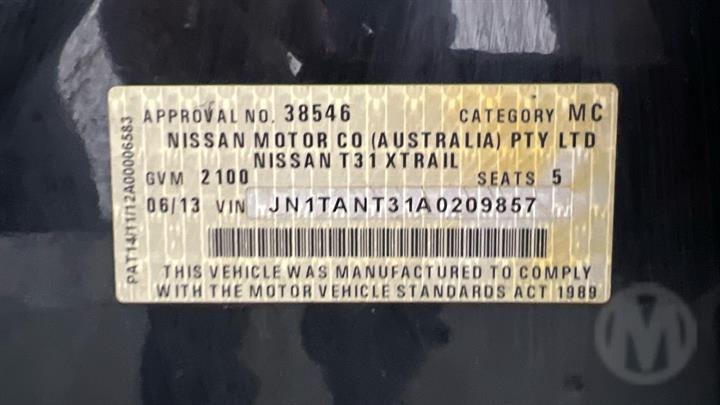 APPROVAL NO. 38546 CATEGORY MC
NISSAN MOTOR CO (AUSTRALIA) PTY LTD
NISSAN T31 XTRAIL
GVM 2100 SEATS 5
06/13 VIN JN1TANT31A0209857
THIS VEHICLE WAS MANUFACTURED TO COMPLY
WITH THE MOTOR VEHICLE STANDARDS ACT 1989
PAT14/11/12A00006583
M